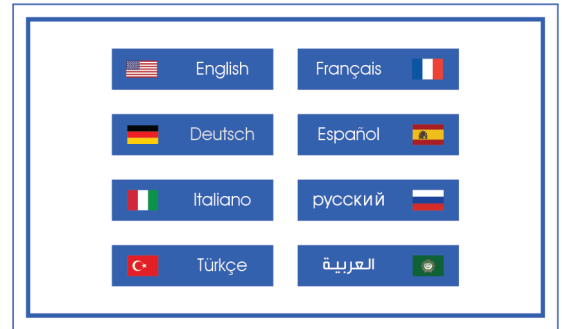 English
Français
Deutsch
Español
Italiano
русский
Türkçe
العربية